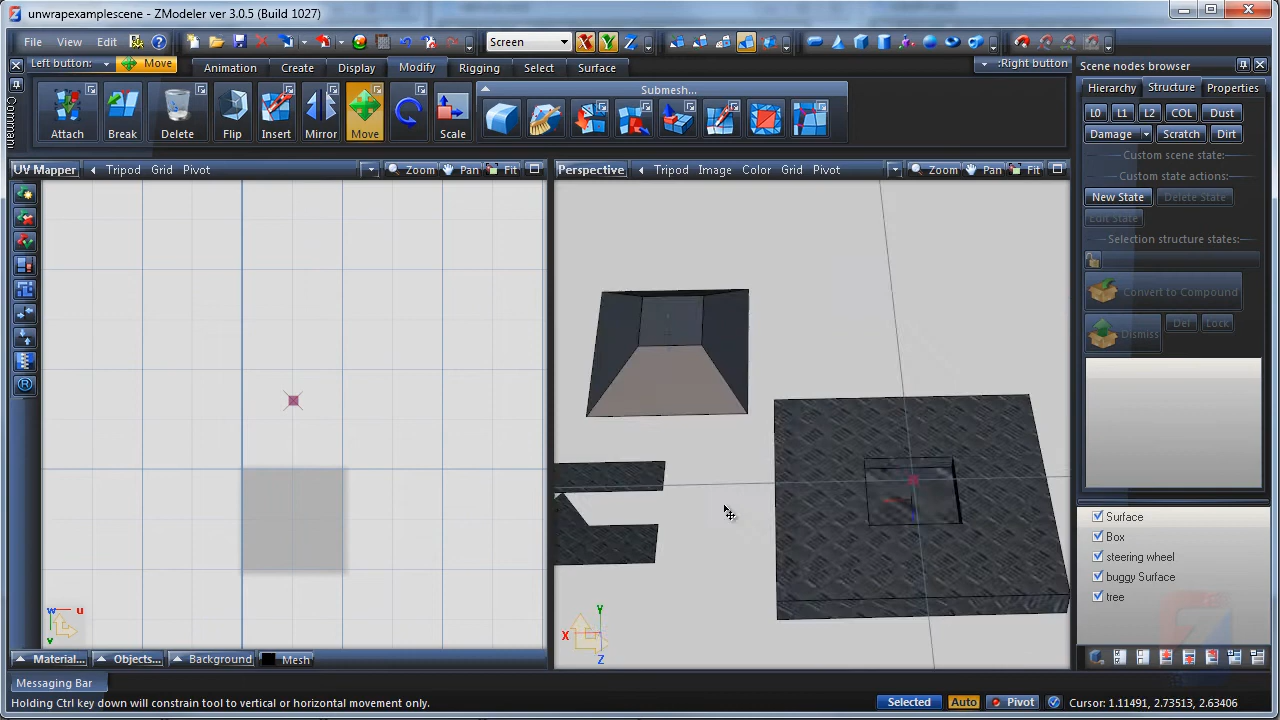 unwrapexamplescene - ZModeler ver 3.0.5 (Build 1027)
File View Edit Screen
Left button: Move :Right button Scene nodes browser
Animation Create Display Modify Rigging Select Surface
Hierarchy Structure Properties
Attach Break Delete Flip Insert Mirror Move Scale Submesh...
L0 L1 L2 COL Dust
Damage Scratch Dirt
Custom scene state:
Custom state actions:
New State Delete State
Edit State
Selection structure states:
Convert to Compound
Dismiss Del Lock
UV Mapper Tripod Grid Pivot Zoom Pan Fit
Perspective Tripod Image Color Grid Pivot Zoom Pan Fit
Surface
Box
steering wheel
buggy Surface
tree
w u
v
Y
X
Z
Material... Objects... Background Mesh
Messaging Bar
Holding Ctrl key down will constrain tool to vertical or horizontal movement only.
Selected Auto Pivot Cursor: 1.11491, 2.73513, 2.63406